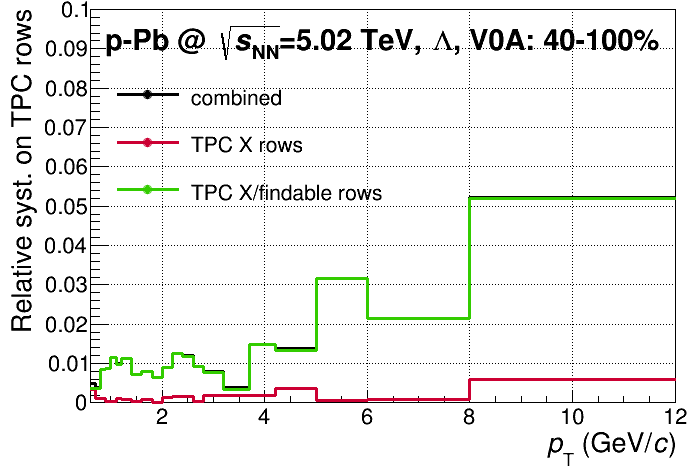 p-Pb @ √sNN=5.02 TeV, Λ, V0A: 40-100%
combined
TPC X rows
TPC X/findable rows
Relative syst. on TPC rows
0.1
0.09
0.08
0.07
0.06
0.05
0.04
0.03
0.02
0.01
0
2 4 6 8 10 12
pT (GeV/c)